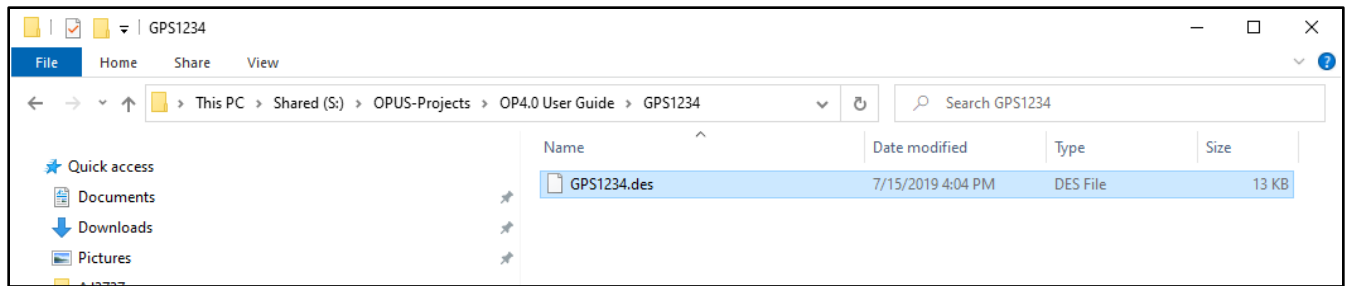 GPS1234
File Home Share View
This PC > Shared (S:) > OPUS-Projects > OP4.0 User Guide > GPS1234 Search GPS1234
Name Date modified Type Size
Quick access
GPS1234.des 7/15/2019 4:04 PM DES File 13 KB
Documents
Downloads
Pictures